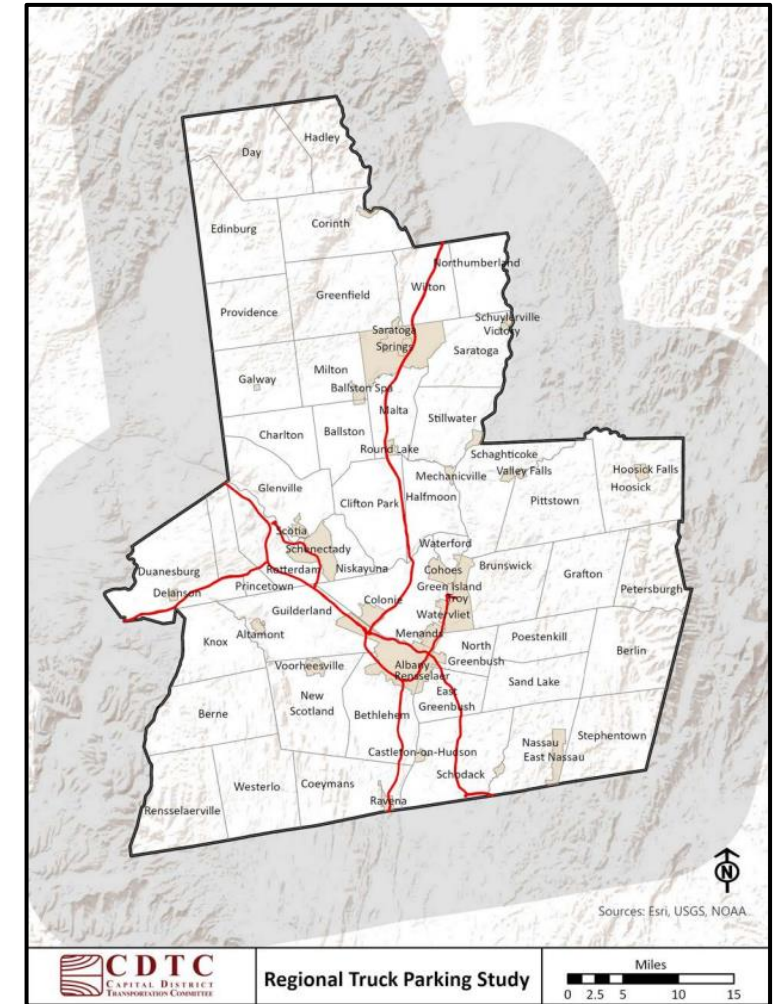 Hadley
Day
Edinburg
Corinth
Northumberland
Wilton
Greenfield
Providence
Schuylerville
Victory
Saratoga
Springs
Saratoga
Milton
Galway
Ballston Spa
Malta
Stillwater
Charlton
Ballston
Round Lake
Schaghticoke
Valley Falls
Hoosick Falls
Hoosick
Mechanicville
Glenville
Halfmoon
Clifton Park
Pittstown
Scotia
Schenectady
Waterford
Duanesburg
Rotterdam
Niskayuna
Cohoes
Brunswick
Grafton
Green Island
Petersburgh
Delanson
Princetown
Colonie
Troy
Watervliet
Guilderland
Altamont
Menands
Poestenkill
Knox
North
Greenbush
Berlin
Voorheesville
Albany
Rensselaer
Sand Lake
New
Scotland
East
Greenbush
Berne
Bethlehem
Stephentown
Nassau
East Nassau
Castleton-on-Hudson
Schodack
Westerlo
Coeymans
Ravena
Rensselaerville
N
Sources: Esri, USGS, NOAA
CDTC
CAPITAL DISTRICT
TRANSPORTATION COMMITTEE
Regional Truck Parking Study
Miles
0 2.5 5 10 15